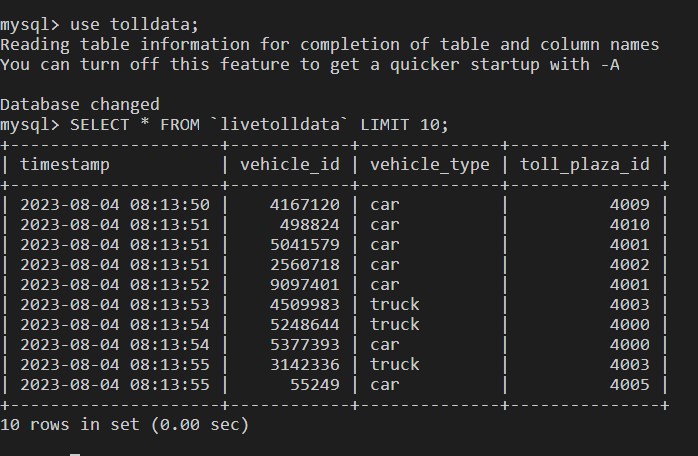 mysql> use tolldata;
Reading table information for completion of table and column names
You can turn off this feature to get a quicker startup with -A
Database changed
mysql> SELECT * FROM `livetolldata` LIMIT 10;
+---------------------+------------+--------------+---------------+
| timestamp           | vehicle_id | vehicle_type | toll_plaza_id |
+---------------------+------------+--------------+---------------+
| 2023-08-04 08:13:50 |    4167120 | car          |          4009 |
| 2023-08-04 08:13:51 |     498824 | car          |          4010 |
| 2023-08-04 08:13:51 |    5041579 | car          |          4001 |
| 2023-08-04 08:13:51 |    2560718 | car          |          4002 |
| 2023-08-04 08:13:52 |    9097401 | car          |          4001 |
| 2023-08-04 08:13:53 |    4509983 | truck        |          4003 |
| 2023-08-04 08:13:54 |    5248644 | truck        |          4000 |
| 2023-08-04 08:13:54 |    5377393 | car          |          4000 |
| 2023-08-04 08:13:55 |    3142336 | truck        |          4003 |
| 2023-08-04 08:13:55 |      55249 | car          |          4005 |
+---------------------+------------+--------------+---------------+
10 rows in set (0.00 sec)